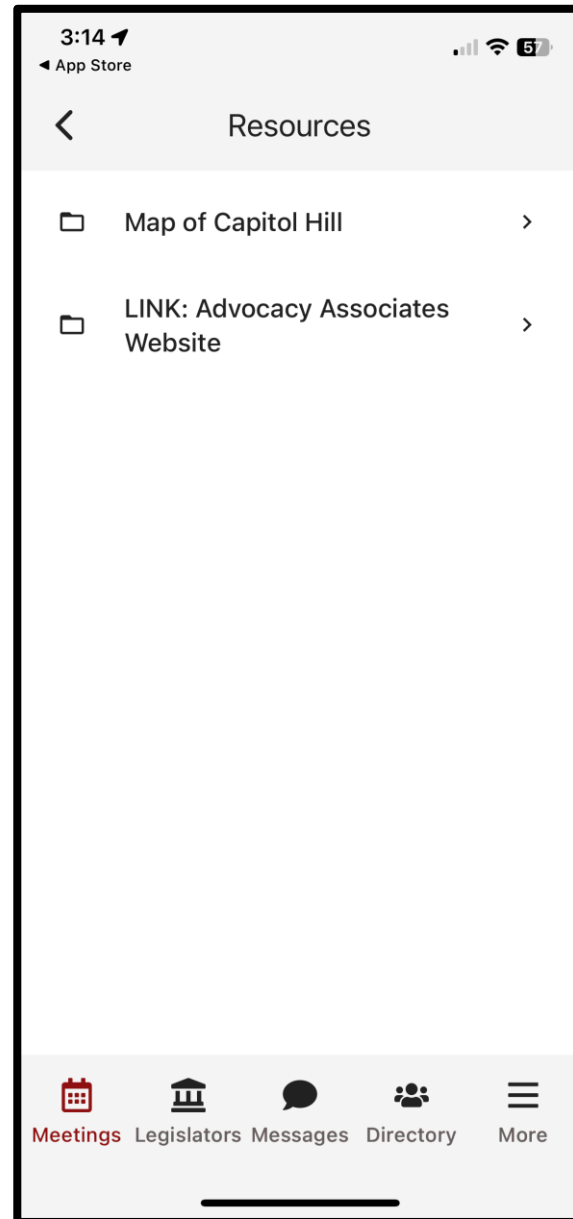 3:14
57
◀ App Store
Resources
Map of Capitol Hill
LINK: Advocacy Associates
Website
Meetings Legislators Messages Directory More